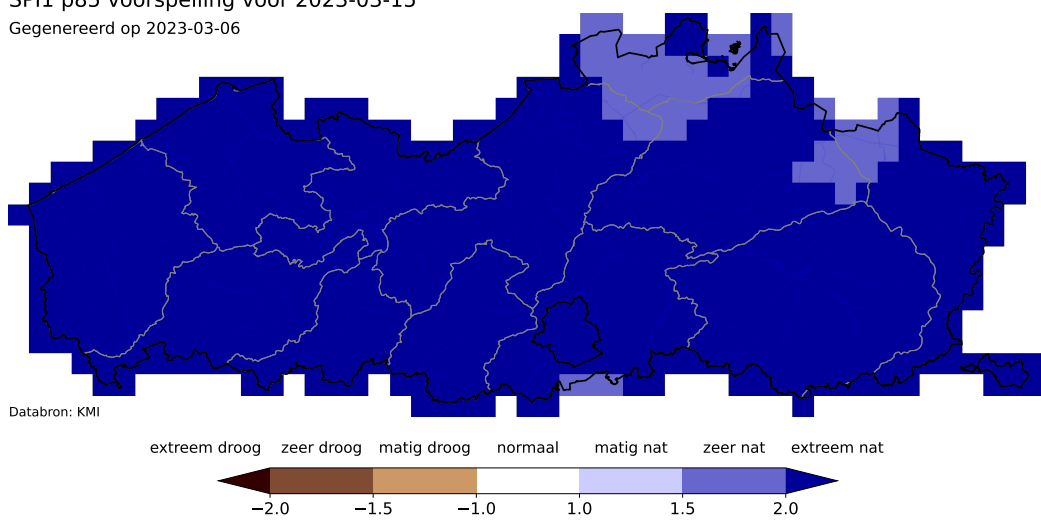 SPI1 p85 voorspelling voor 2023-03-15
Gegenereerd op 2023-03-06
Databron: KMI
extreem droog zeer droog matig droog normaal matig nat zeer nat extreem nat
−2.0 −1.5 −1.0 1.0 1.5 2.0